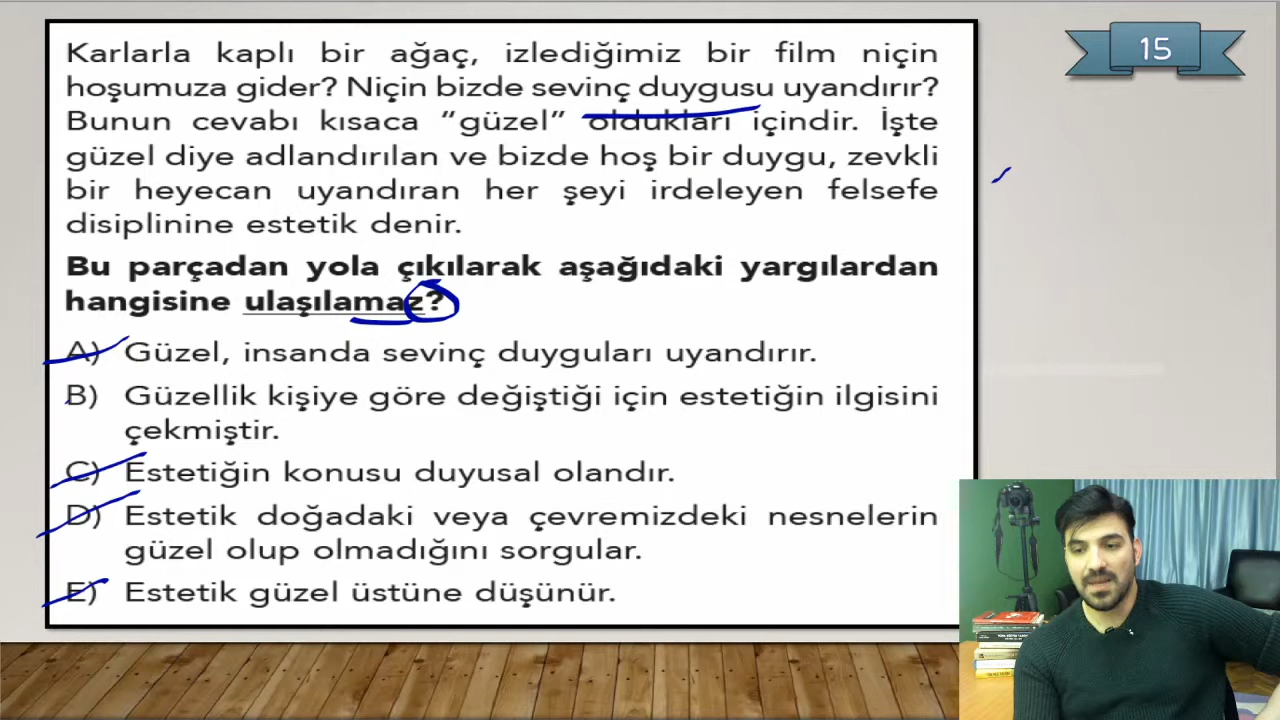 15
Karlarla kaplı bir ağaç, izlediğimiz bir film niçin
hoşumuza gider? Niçin bizde sevinç duygusu uyandırır?
Bunun cevabı kısaca “güzel” oldukları içindir. İşte
güzel diye adlandırılan ve bizde hoş bir duygu, zevkli
bir heyecan uyandıran her şeyi irdeleyen felsefe
disiplinine estetik denir.
Bu parçadan yola çıkılarak aşağıdaki yargılardan
hangisine ulaşılamaz?
A) Güzel, insanda sevinç duyguları uyandırır.
B) Güzellik kişiye göre değiştiği için estetiğin ilgisini
çekmiştir.
C) Estetiğin konusu duyusal olandır.
D) Estetik doğadaki veya çevremizdeki nesnelerin
güzel olup olmadığını sorgular.
E) Estetik güzel üstüne düşünür.